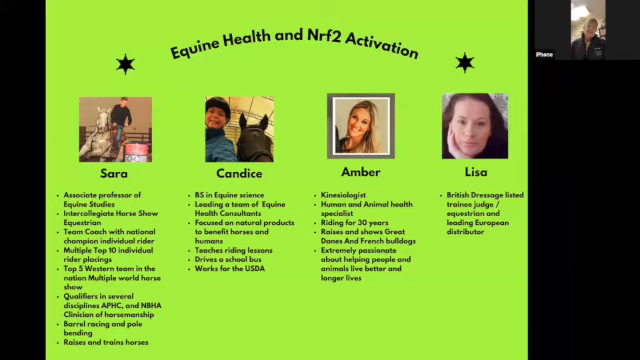 Equine Health and Nrf2 Activation
iPhone
Sara
Associate professor of
Equine Studies
Intercollegiate Horse Show
Equestrian
Team Coach with national
champion individual rider
Multiple Top 10 individual
rider placings
Top 5 Western team in the
nation Multiple world horse
show
Qualifiers in several
disciplines APHC, and NBHA
Clinician of horsemanship
Barrel racing and pole
bending
Raises and trains horses
Candice
BS in Equine science
Leading a team of Equine
Health Consultants
Focused on natural products
to benefit horses and
humans
Teaches riding lessons
Drives a school bus
Works for the USDA
Amber
Kinesiologist
Human and Animal health
specialist
Riding for 30 years
Raises and shows Great
Danes And French bulldogs
Extremely passionate
about helping people and
animals live better and
longer lives
Lisa
British Dressage listed
trainee judge /
equestrian and
leading European
distributor